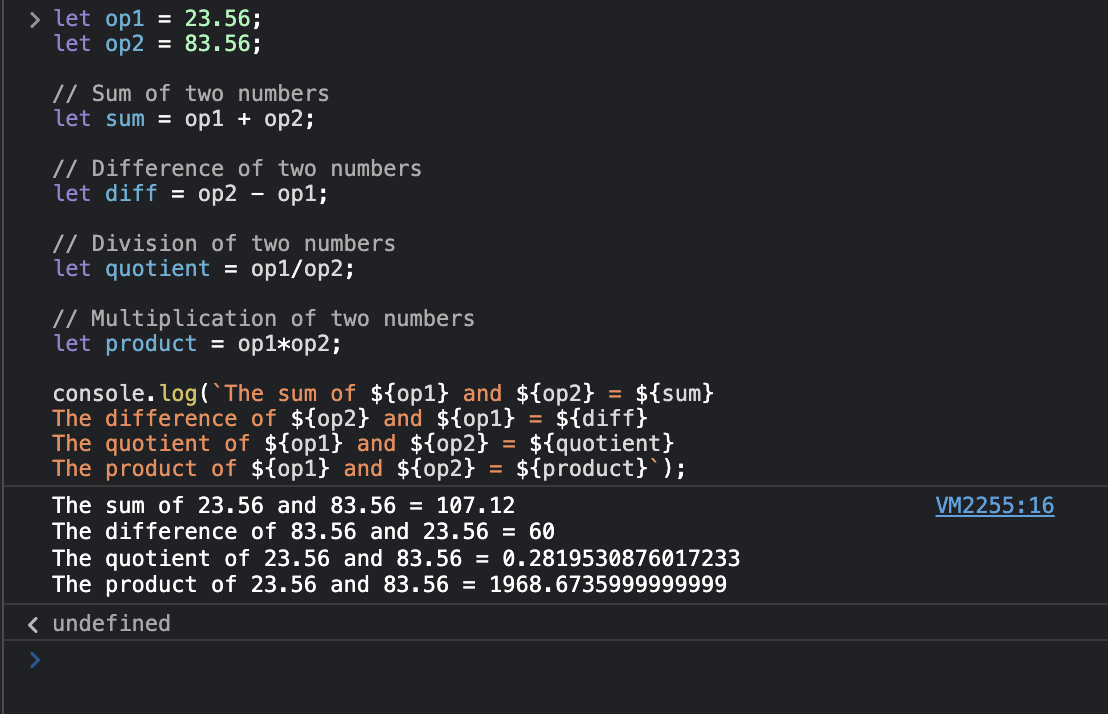 let op1 = 23.56;
let op2 = 83.56;
// Sum of two numbers
let sum = op1 + op2;
// Difference of two numbers
let diff = op2 – op1;
// Division of two numbers
let quotient = op1/op2;
// Multiplication of two numbers
let product = op1*op2;
console.log(`The sum of ${op1} and ${op2} = ${sum}
The difference of ${op2} and ${op1} = ${diff}
The quotient of ${op1} and ${op2} = ${quotient}
The product of ${op1} and ${op2} = ${product}`);
The sum of 23.56 and 83.56 = 107.12 VM2255:16
The difference of 83.56 and 23.56 = 60
The quotient of 23.56 and 83.56 = 0.2819530876017233
The product of 23.56 and 83.56 = 1968.6735999999999
undefined